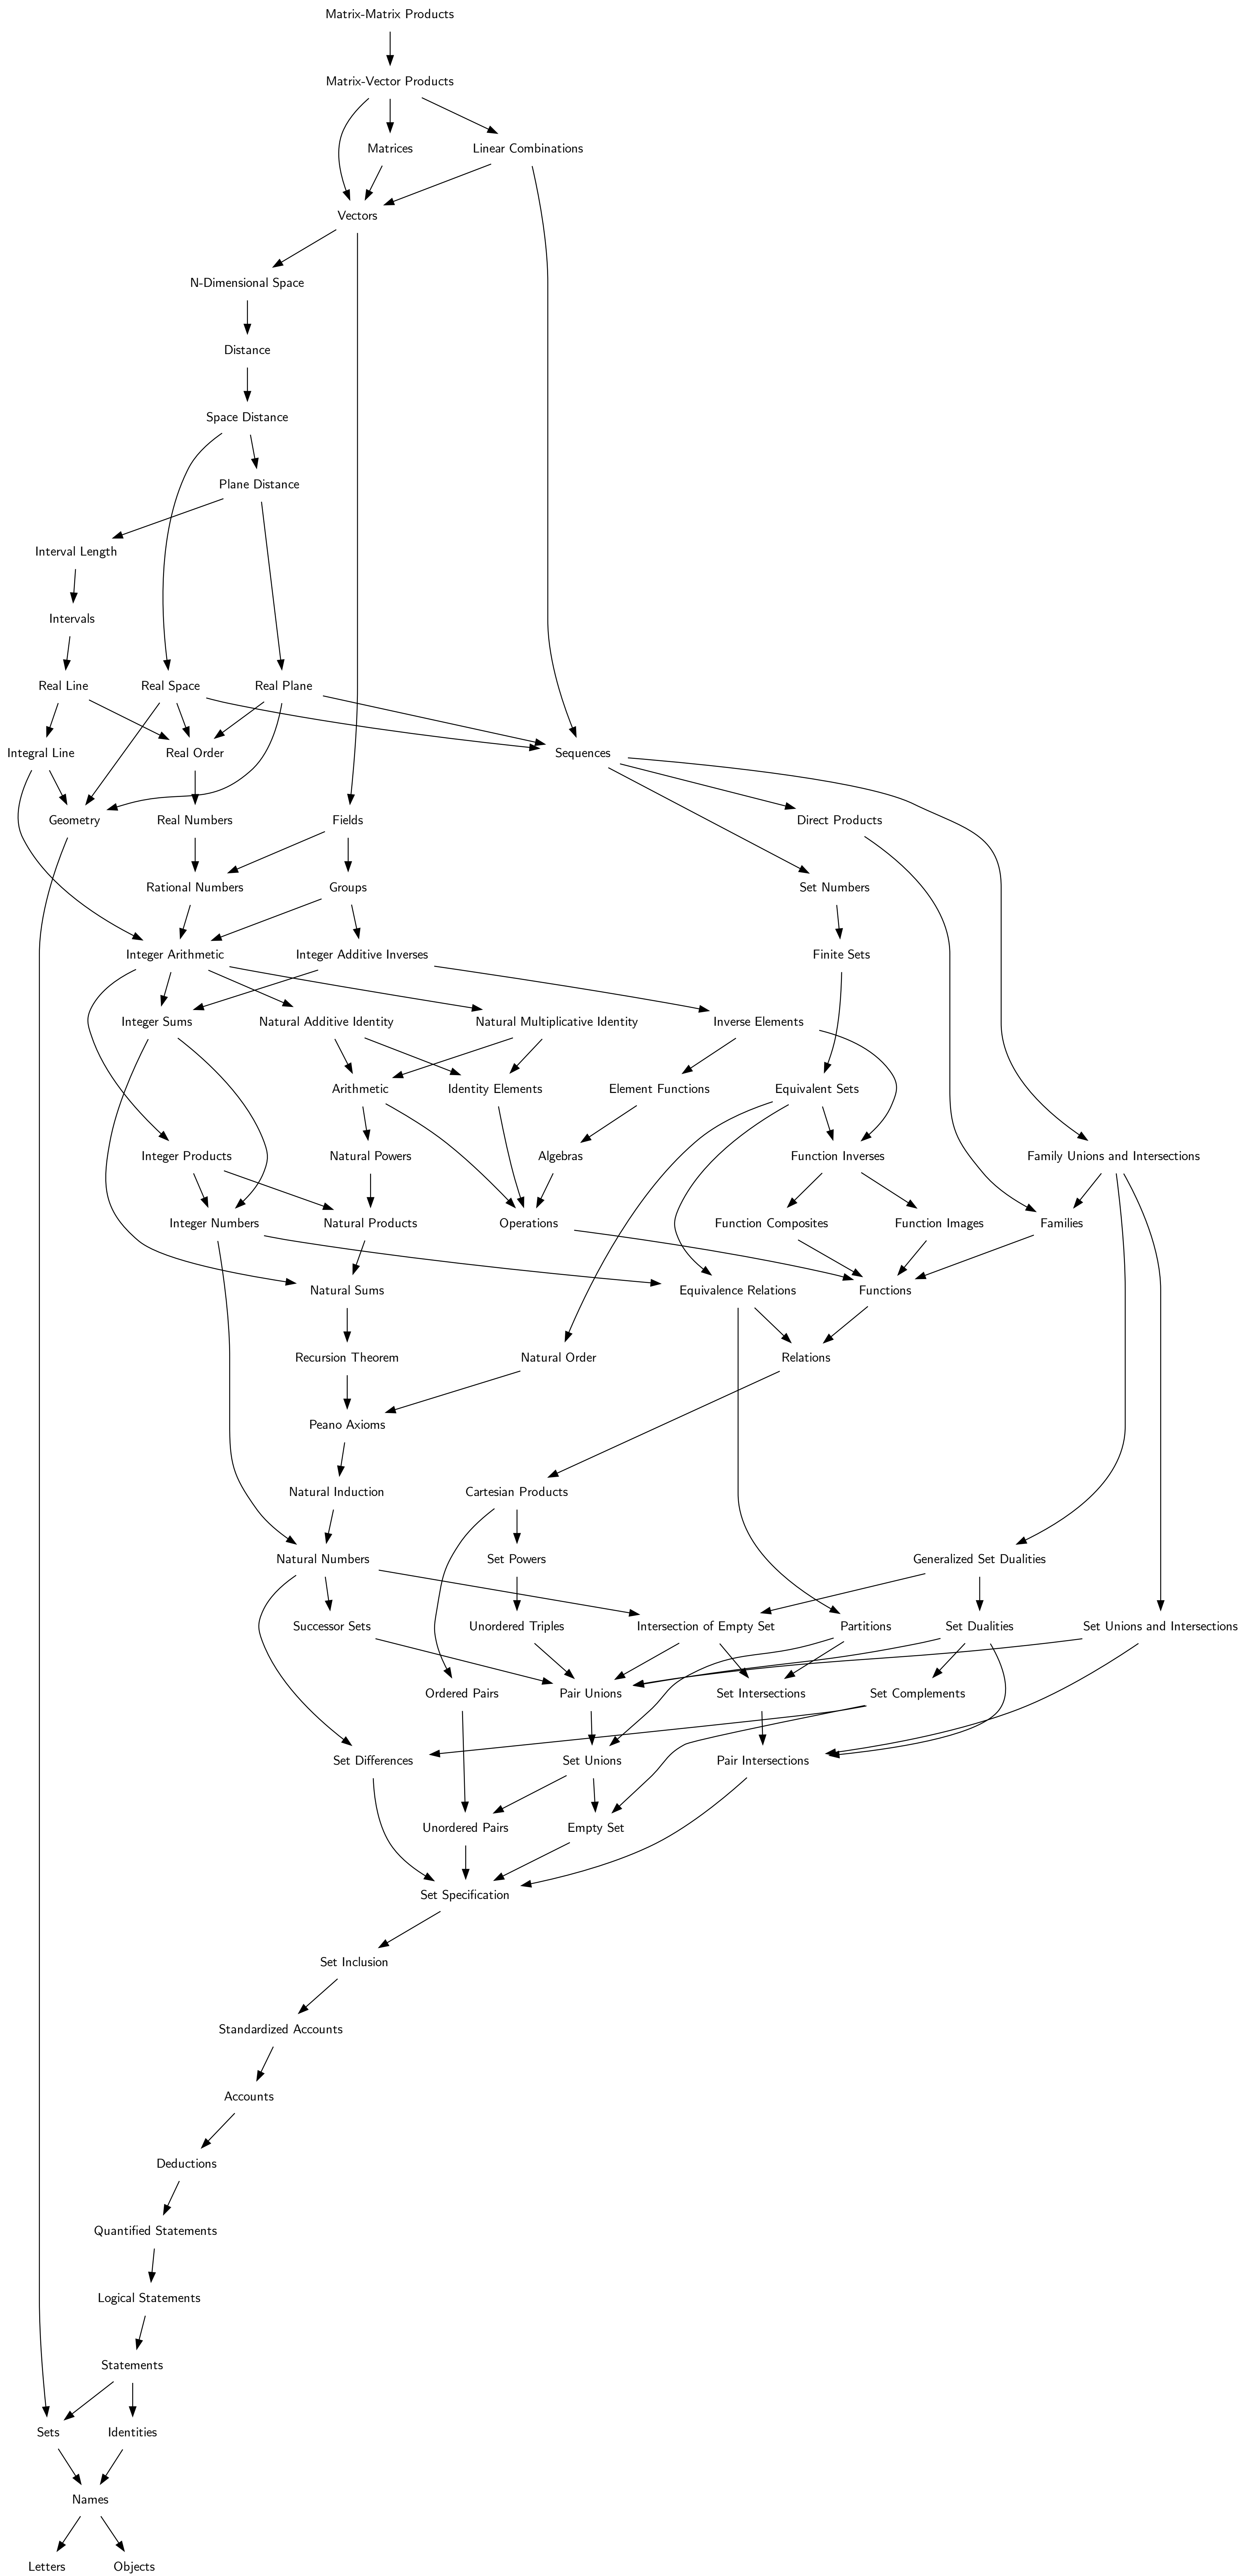 Matrix-Matrix Products
Matrix-Vector Products
Matrices
Linear Combinations
Vectors
N-Dimensional Space
Distance
Space Distance
Plane Distance
Interval Length
Intervals
Real Line
Real Space
Real Plane
Integral Line
Real Order
Sequences
Geometry
Real Numbers
Fields
Direct Products
Rational Numbers
Groups
Set Numbers
Integer Arithmetic
Integer Additive Inverses
Finite Sets
Integer Sums
Natural Additive Identity
Natural Multiplicative Identity
Inverse Elements
Arithmetic
Identity Elements
Element Functions
Equivalent Sets
Integer Products
Natural Powers
Algebras
Function Inverses
Family Unions and Intersections
Integer Numbers
Natural Products
Operations
Function Composites
Function Images
Families
Natural Sums
Equivalence Relations
Functions
Recursion Theorem
Natural Order
Relations
Peano Axioms
Natural Induction
Cartesian Products
Natural Numbers
Set Powers
Generalized Set Dualities
Successor Sets
Unordered Triples
Intersection of Empty Set
Partitions
Set Dualities
Set Unions and Intersections
Ordered Pairs
Pair Unions
Set Intersections
Set Complements
Set Differences
Set Unions
Pair Intersections
Unordered Pairs
Empty Set
Set Specification
Set Inclusion
Standardized Accounts
Accounts
Deductions
Quantified Statements
Logical Statements
Statements
Sets
Identities
Names
Letters
Objects